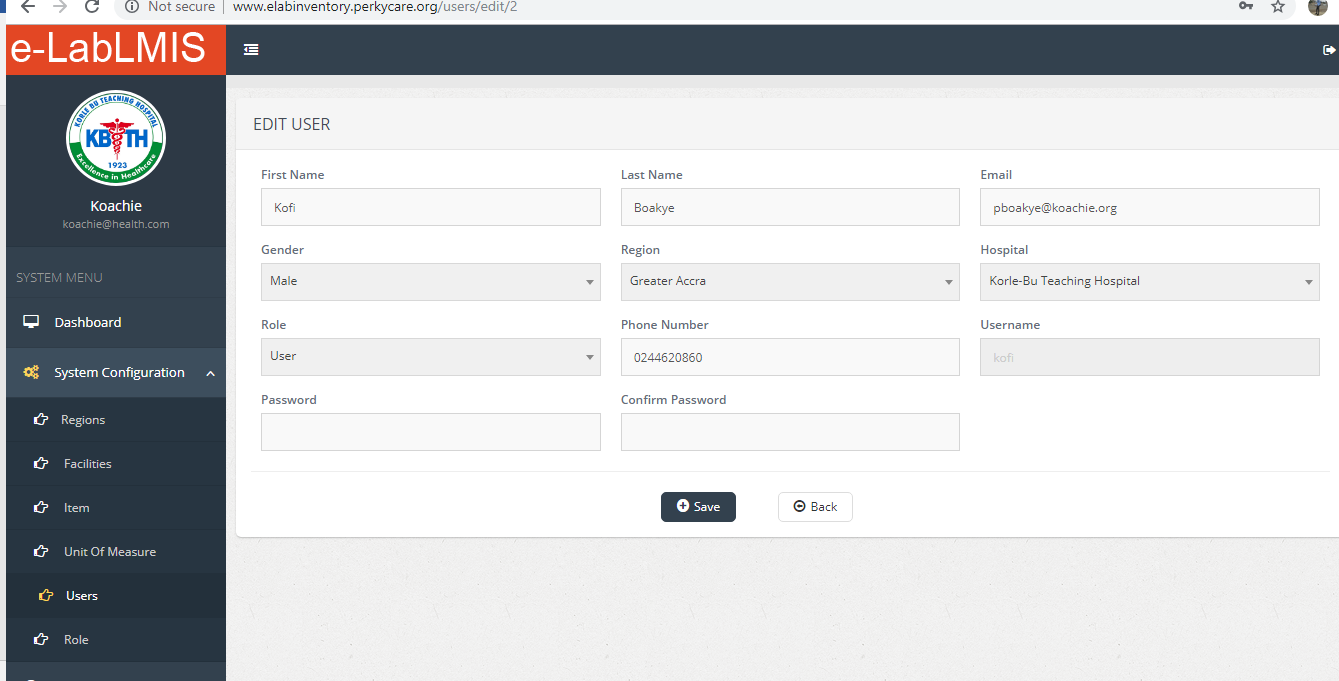 Not secure | www.elabinventory.perkycare.org/users/edit/2
e-LabLMIS
KORLE BU TEACHING HOSPITAL
KBTH
1923
Excellence in Healthcare
Koachie
koachie@health.com
SYSTEM MENU
Dashboard
System Configuration
Regions
Facilities
Item
Unit Of Measure
Users
Role
EDIT USER
First Name Last Name Email
Kofi Boakye pboakye@koachie.org
Gender Region Hospital
Male Greater Accra Korle-Bu Teaching Hospital
Role Phone Number Username
User 0244620860 kofi
Password Confirm Password
Save Back